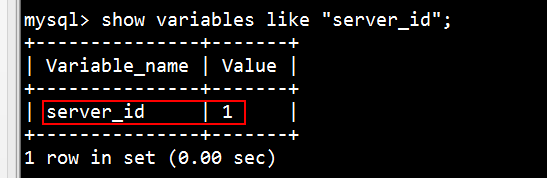 mysql> show variables like "server_id";
+---------------+-------+
| Variable_name | Value |
+---------------+-------+
| server_id     | 1     |
+---------------+-------+
1 row in set (0.00 sec)